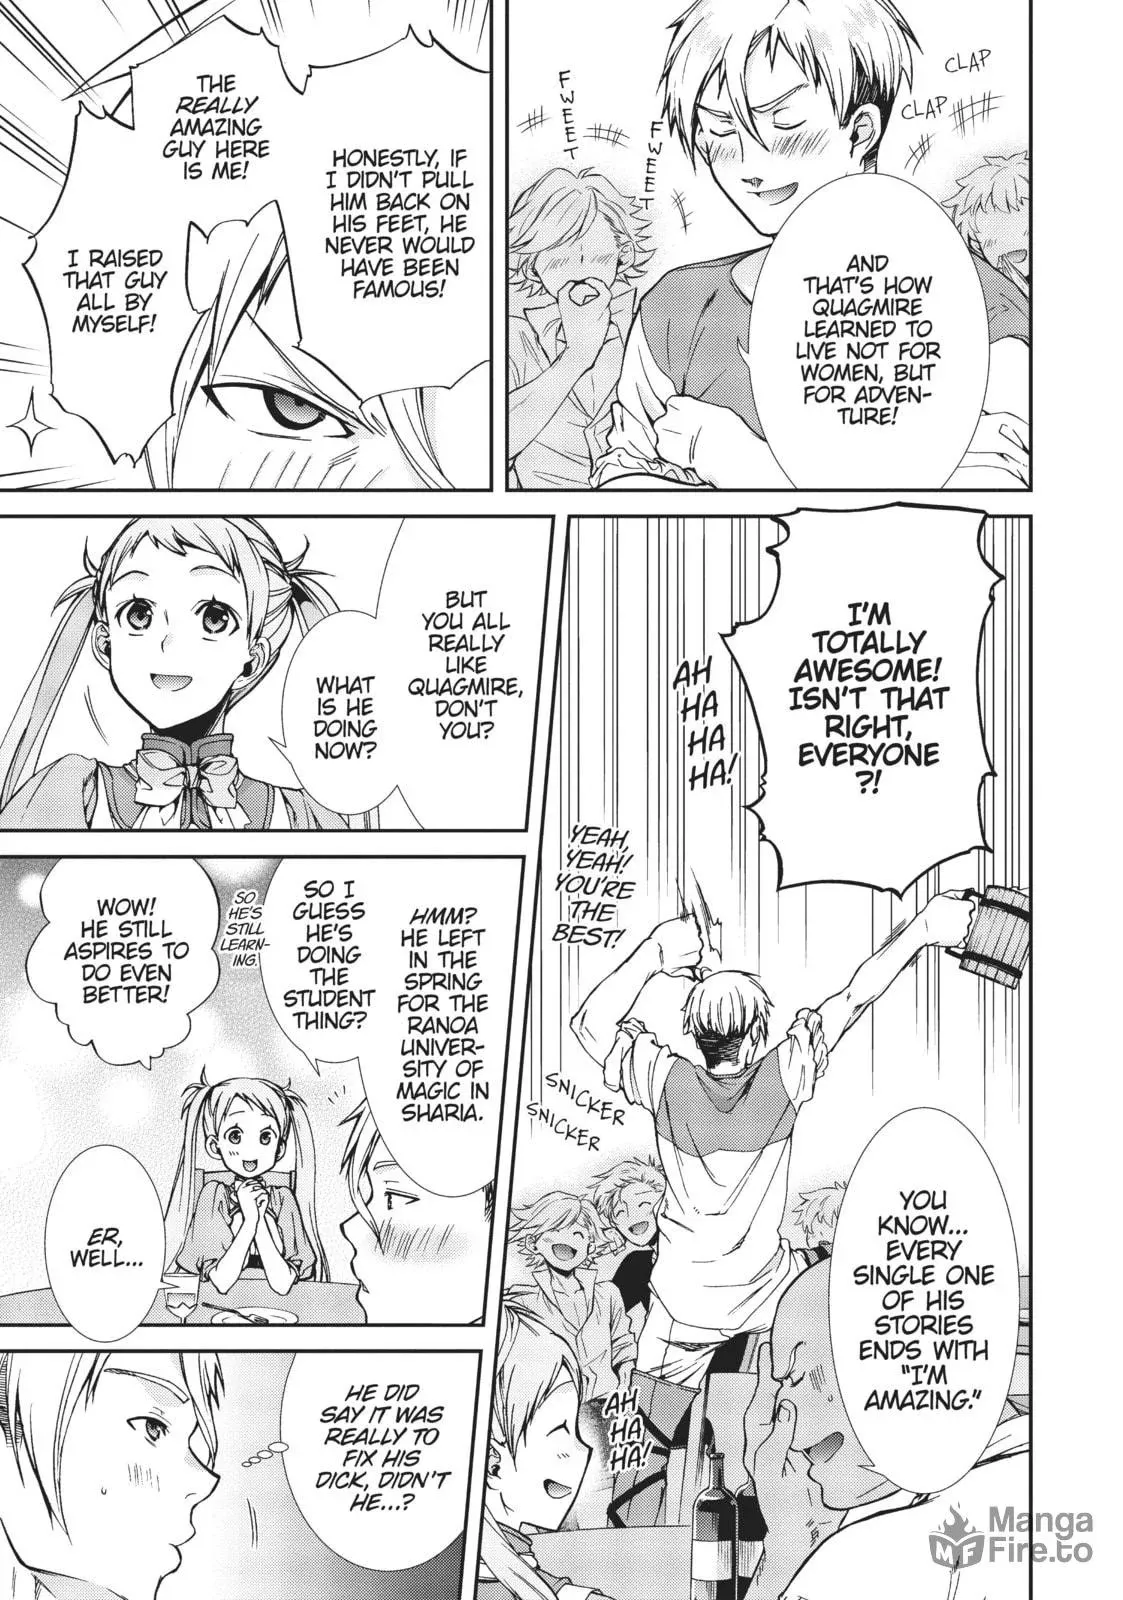 CLAP
CLAP
FWEET
FWEET
AND
THAT'S HOW
QUAGMIRE
LEARNED TO
LIVE NOT FOR
WOMEN, BUT
FOR ADVEN-
TURE!
HONESTLY, IF
I DIDN'T PULL
HIM BACK ON
HIS FEET, HE
NEVER WOULD
HAVE BEEN
FAMOUS!
THE
REALLY
AMAZING
GUY HERE
IS ME!
I RAISED
THAT GUY
ALL BY
MYSELF!
I'M
TOTALLY
AWESOME!
ISN'T THAT
RIGHT,
EVERYONE
?!
AH
HA
HA
HA!
YEAH,
YEAH!
YOU'RE
THE
BEST!
SNICKER
SNICKER
YOU
KNOW...
EVERY
SINGLE ONE
OF HIS
STORIES
ENDS WITH
"I'M
AMAZING."
AH
HA
HA!
BUT
YOU ALL
REALLY
LIKE
QUAGMIRE,
DON'T
YOU?
WHAT
IS HE
DOING
NOW?
HMM?
HE LEFT
IN THE
SPRING
FOR THE
RANOA
UNIVER-
SITY OF
MAGIC IN
SHARIA.
SO I
GUESS
HE'S
DOING
THE
STUDENT
THING?
SO
HE'S
STILL
LEARN-
ING.
WOW!
HE STILL
ASPIRES TO
DO EVEN
BETTER!
ER,
WELL...
HE DID
SAY IT WAS
REALLY TO
FIX HIS
DICK, DIDN'T
HE...?
Manga
Fire.to
MF